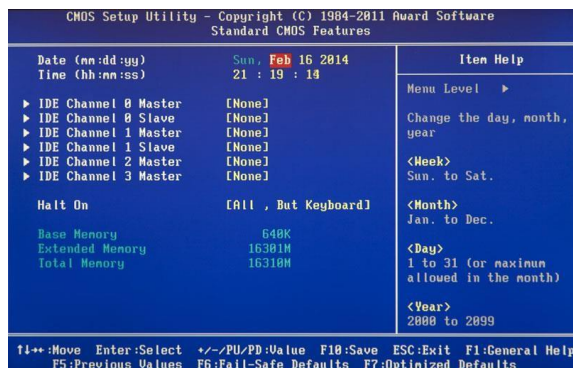 CMOS Setup Utility - Copyright (C) 1984-2011 Award Software
Standard CMOS Features
Date (mm:dd:yy) Sun, Feb 16 2014
Time (hh:mm:ss) 21 : 19 : 14
▶ IDE Channel 0 Master [None]
▶ IDE Channel 0 Slave [None]
▶ IDE Channel 1 Master [None]
▶ IDE Channel 1 Slave [None]
▶ IDE Channel 2 Master [None]
▶ IDE Channel 3 Master [None]
Halt On [All , But Keyboard]
Base Memory 640K
Extended Memory 16301M
Total Memory 16310M
Item Help
Menu Level ▶
Change the day, month,
year
<Week>
Sun. to Sat.
<Month>
Jan. to Dec.
<Day>
1 to 31 (or maximum
allowed in the month)
<Year>
2000 to 2099
↑↓→←:Move Enter:Select +/-/PU/PD:Value F10:Save ESC:Exit F1:General Help
F5:Previous Values F6:Fail-Safe Defaults F7:Optimized Defaults